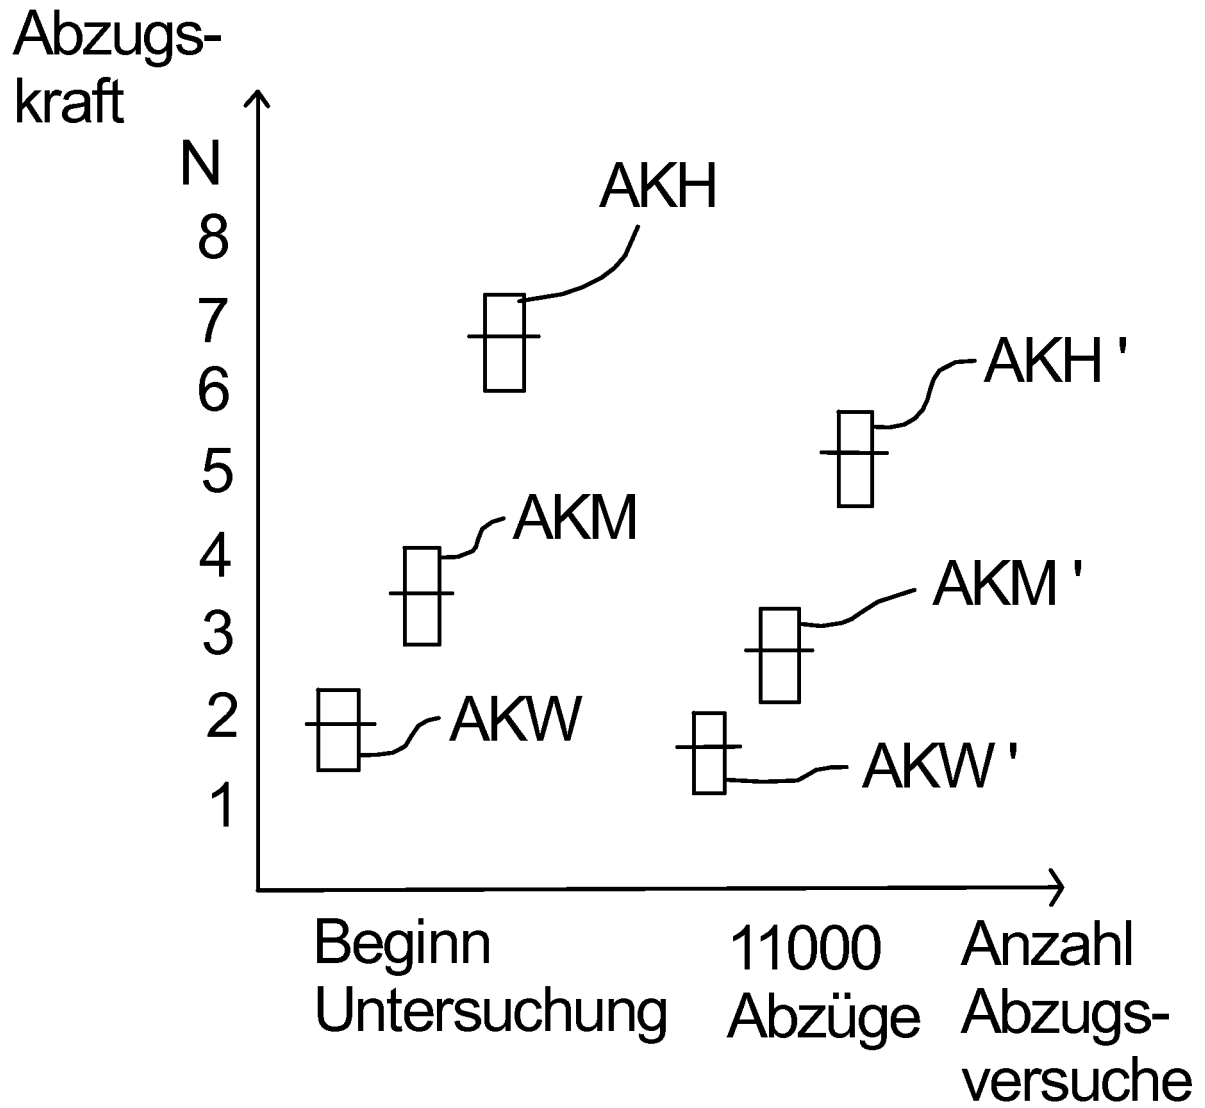 Abzugs-
kraft
N
AKH
8
7
AKH '
6
5
AKM
4
AKM '
3
2
AKW
AKW '
1
Beginn
Untersuchung
11000
Abzüge
Anzahl
Abzugs-
versuche